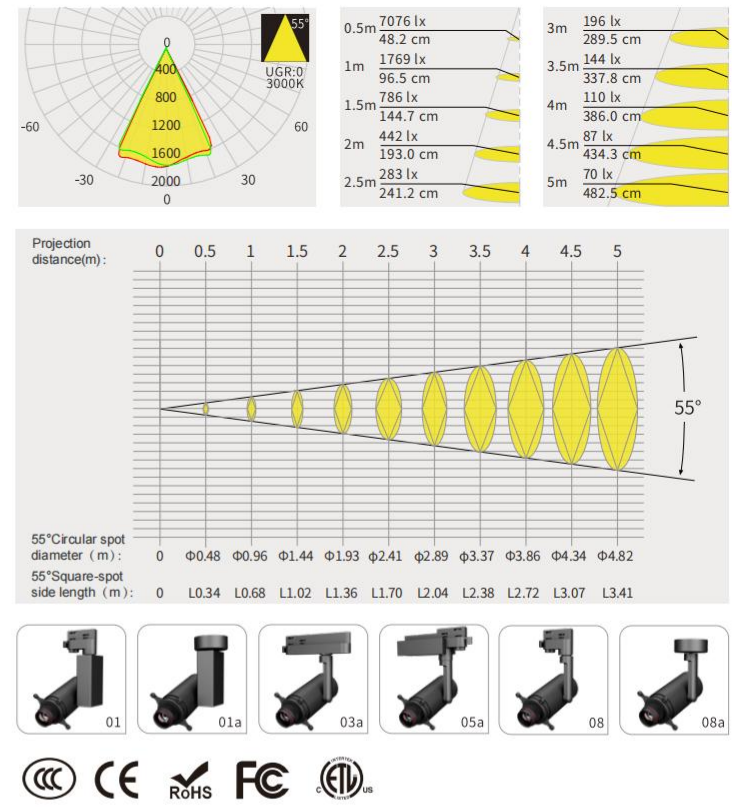 0
400
800
1200
1600
2000
0
-60
60
-30
30
55°
UGR:0
3000K
0.5m
7076 lx
48.2 cm
1m
1769 lx
96.5 cm
1.5m
786 lx
144.7 cm
2m
442 lx
193.0 cm
2.5m
283 lx
241.2 cm
3m
196 lx
289.5 cm
3.5m
144 lx
337.8 cm
4m
110 lx
386.0 cm
4.5m
87 lx
434.3 cm
5m
70 lx
482.5 cm
Projection
distance(m):
0 0.5 1 1.5 2 2.5 3 3.5 4 4.5 5
55°
55°Circular spot
diameter（m）: 0 Φ0.48 Φ0.96 Φ1.44 Φ1.93 φ2.41 Φ2.89 Φ3.37 Φ3.86 Φ4.34 Φ4.82
55°Square-spot
side length（m）: 0 L0.34 L0.68 L1.02 L1.36 L1.70 L2.04 L2.38 L2.72 L3.07 L3.41
01
01a
03a
05a
08
08a
CCC
CE
RoHS
FC
INTERTEK
c ETL us
LISTED